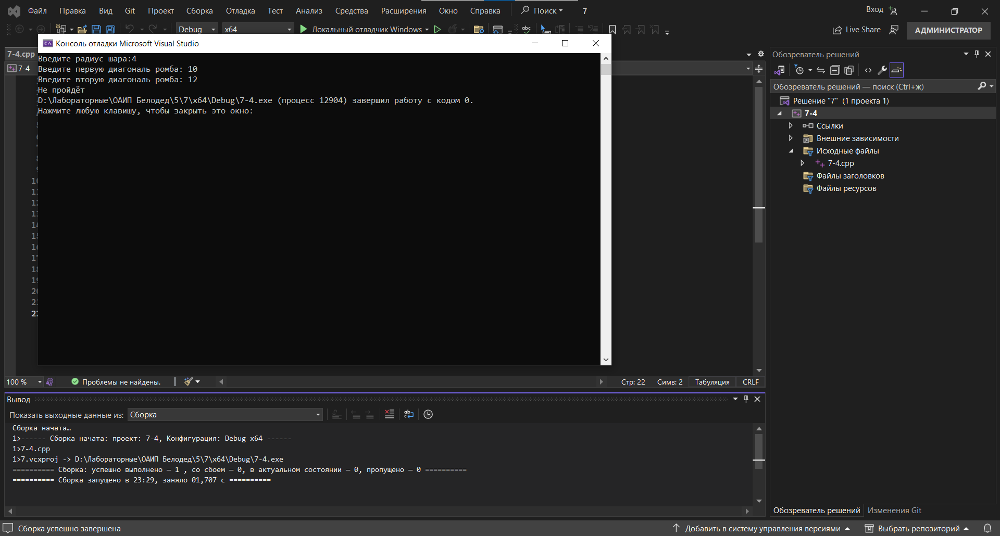 Файл Правка Вид Git Проект Сборка Отладка Тест Анализ Средства Расширения Окно Справка Поиск 7 Вход
Debug x64 Локальный отладчик Windows Live Share АДМИНИСТРАТОР
Консоль отладки Microsoft Visual Studio
Введите радиус шара:4
Введите первую диагональ ромба: 10
Введите вторую диагональ ромба: 12
Не пройдёт
D:\Лабораторные\ОАИП Белодед\5\7\x64\Debug\7-4.exe (процесс 12904) завершил работу с кодом 0.
Нажмите любую клавишу, чтобы закрыть это окно:
7-4.cpp
7-4
22
100 % Проблемы не найдены. Стр: 22 Симв: 2 Табуляция CRLF
Вывод
Показать выходные данные из: Сборка
Сборка начата…
1>------ Сборка начата: проект: 7-4, Конфигурация: Debug x64 ------
1>7-4.cpp
1>7.vcxproj -> D:\Лабораторные\ОАИП Белодед\5\7\x64\Debug\7-4.exe
========== Сборка: успешно выполнено — 1 , со сбоем — 0, в актуальном состоянии — 0, пропущено — 0 ==========
========== Сборка запущено в 23:29, заняло 01,707 с ==========
Обозреватель решений
Обозреватель решений — поиск (Ctrl+ж)
Решение "7" (1 проекта 1)
7-4
Ссылки
Внешние зависимости
Исходные файлы
7-4.cpp
Файлы заголовков
Файлы ресурсов
Обозреватель решений Изменения Git
Сборка успешно завершена Добавить в систему управления версиями Выбрать репозиторий